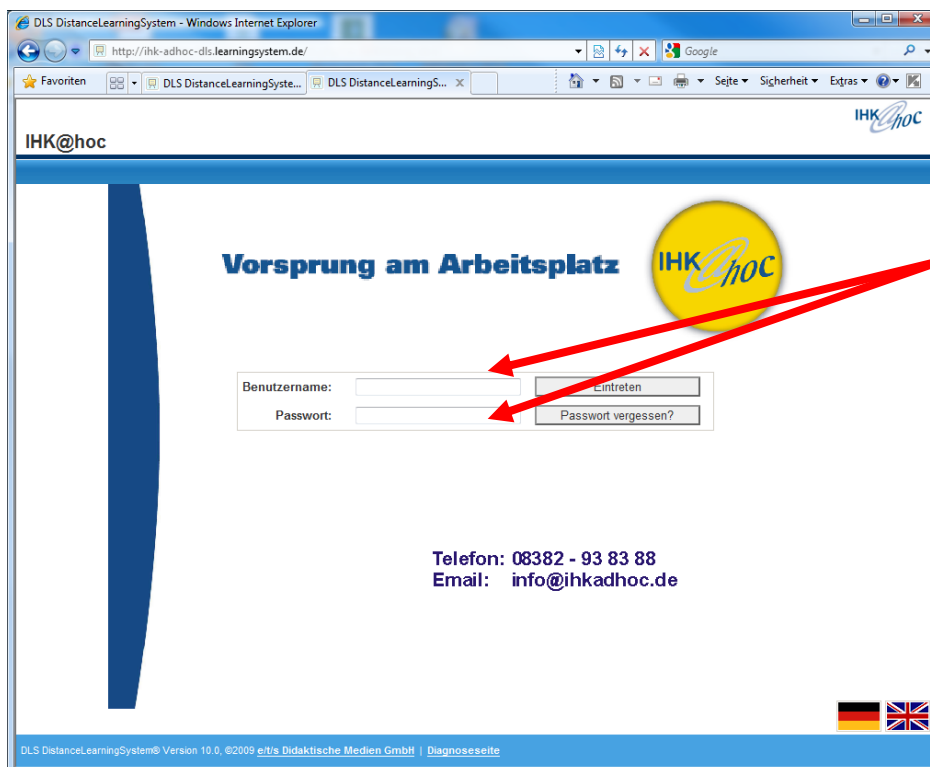 DLS DistanceLearningSystem - Windows Internet Explorer
http://ihk-adhoc-dls.learningsystem.de/
Google
Favoriten
DLS DistanceLearningSyste...
DLS DistanceLearningS...
Seite
Sicherheit
Extras
IHK@hoc
IHK@hoc
Vorsprung am Arbeitsplatz
IHK@hoc
Benutzername:
Eintreten
Passwort:
Passwort vergessen?
Telefon: 08382 - 93 83 88
Email: info@ihkadhoc.de
DLS DistanceLearningSystem® Version 10.0, ©2009 e/t/s Didaktische Medien GmbH | Diagnoseseite